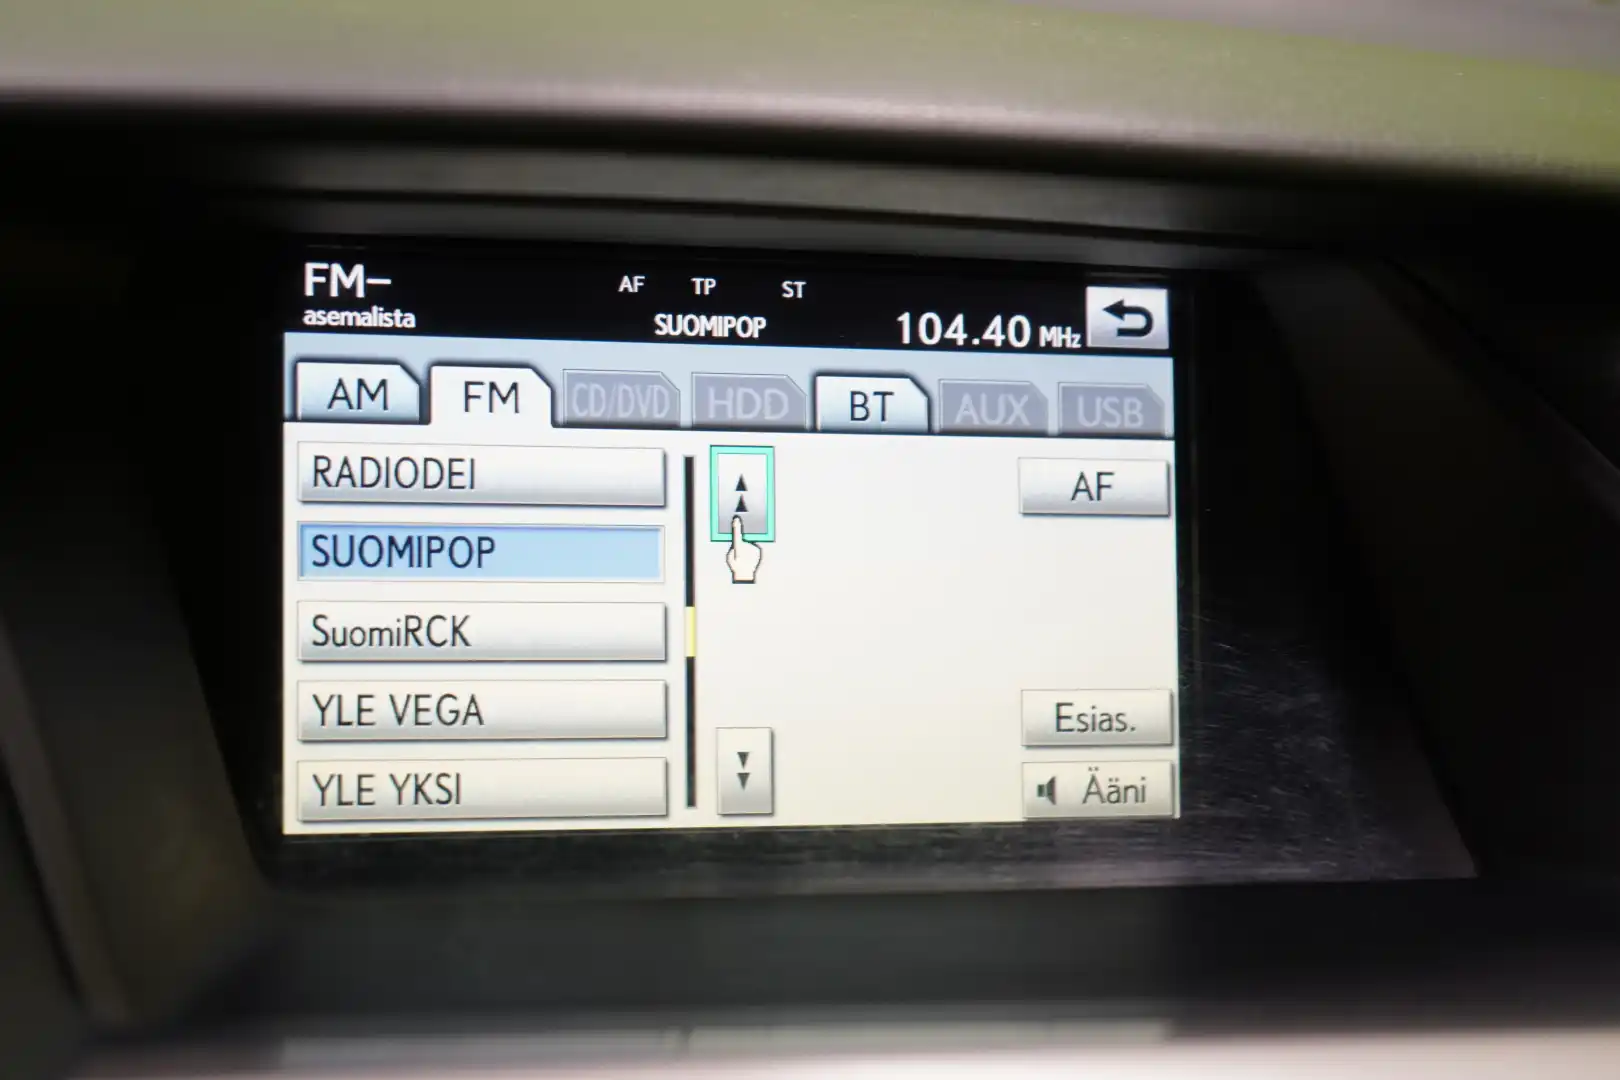 FM-
asemalista
AF TP ST
SUOMIPOP
104.40 MHz
AM FM CD/DVD HDD BT AUX USB
RADIODEI
SUOMIPOP
SuomiRCK
YLE VEGA
YLE YKSI
AF
Esias.
Ääni